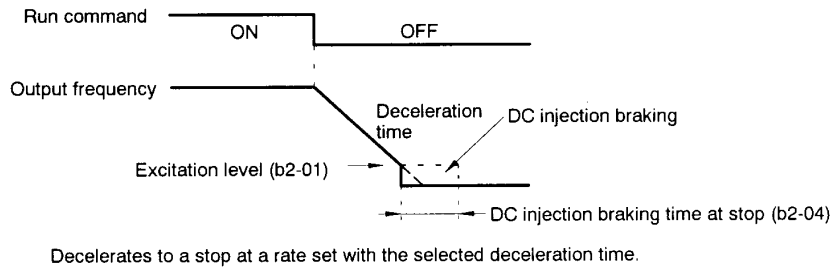 Run command
ON
OFF
Output frequency
Deceleration
time
DC injection braking
Excitation level (b2-01)
DC injection braking time at stop (b2-04)
Decelerates to a stop at a rate set with the selected deceleration time.